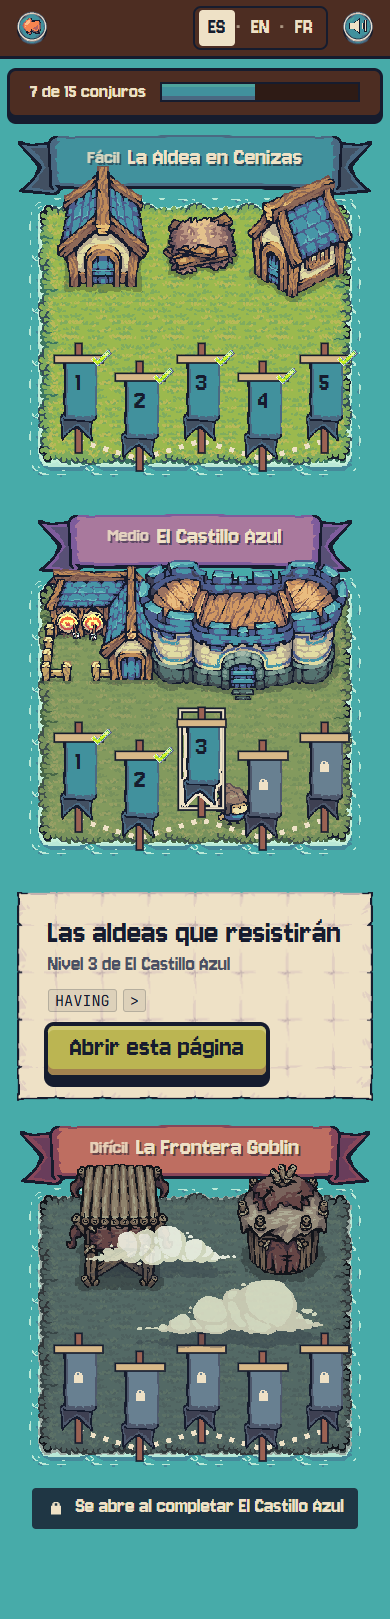 ES · EN · FR
7 de 15 conjuros
Fácil La Aldea en Cenizas
1 2 3 4 5
Medio El Castillo Azul
1 2 3
Las aldeas que resistirán
Nivel 3 de El Castillo Azul
HAVING >
Abrir esta página
Difícil La Frontera Goblin
Se abre al completar El Castillo Azul